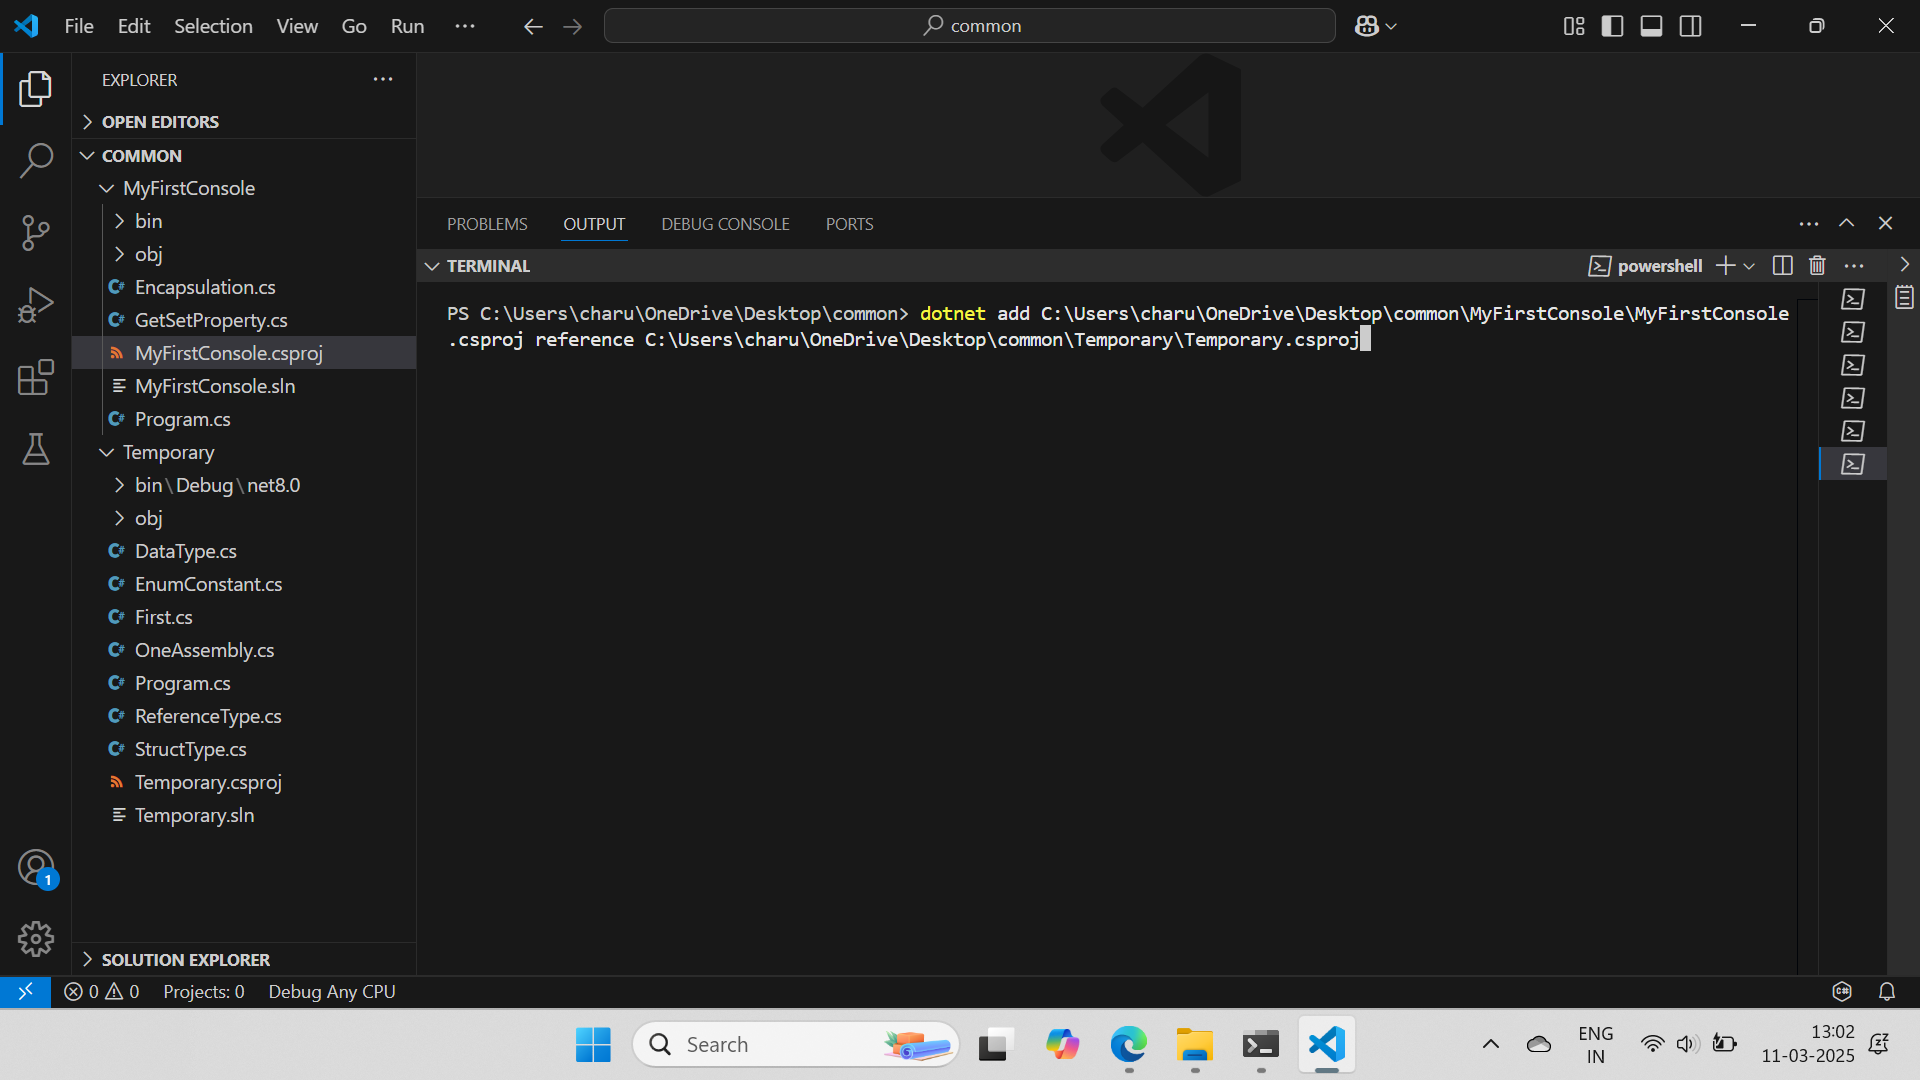 File Edit Selection View Go Run ··· common
EXPLORER
OPEN EDITORS
COMMON
MyFirstConsole
bin
obj
Encapsulation.cs
GetSetProperty.cs
MyFirstConsole.csproj
MyFirstConsole.sln
Program.cs
Temporary
bin\Debug\net8.0
obj
DataType.cs
EnumConstant.cs
First.cs
OneAssembly.cs
Program.cs
ReferenceType.cs
StructType.cs
Temporary.csproj
Temporary.sln
SOLUTION EXPLORER
PROBLEMS OUTPUT DEBUG CONSOLE PORTS
TERMINAL powershell
PS C:\Users\charu\OneDrive\Desktop\common> dotnet add C:\Users\charu\OneDrive\Desktop\common\MyFirstConsole\MyFirstConsole
.csproj reference C:\Users\charu\OneDrive\Desktop\common\Temporary\Temporary.csproj
1
0 0 Projects: 0 Debug Any CPU
Search
ENG
IN
13:02
11-03-2025